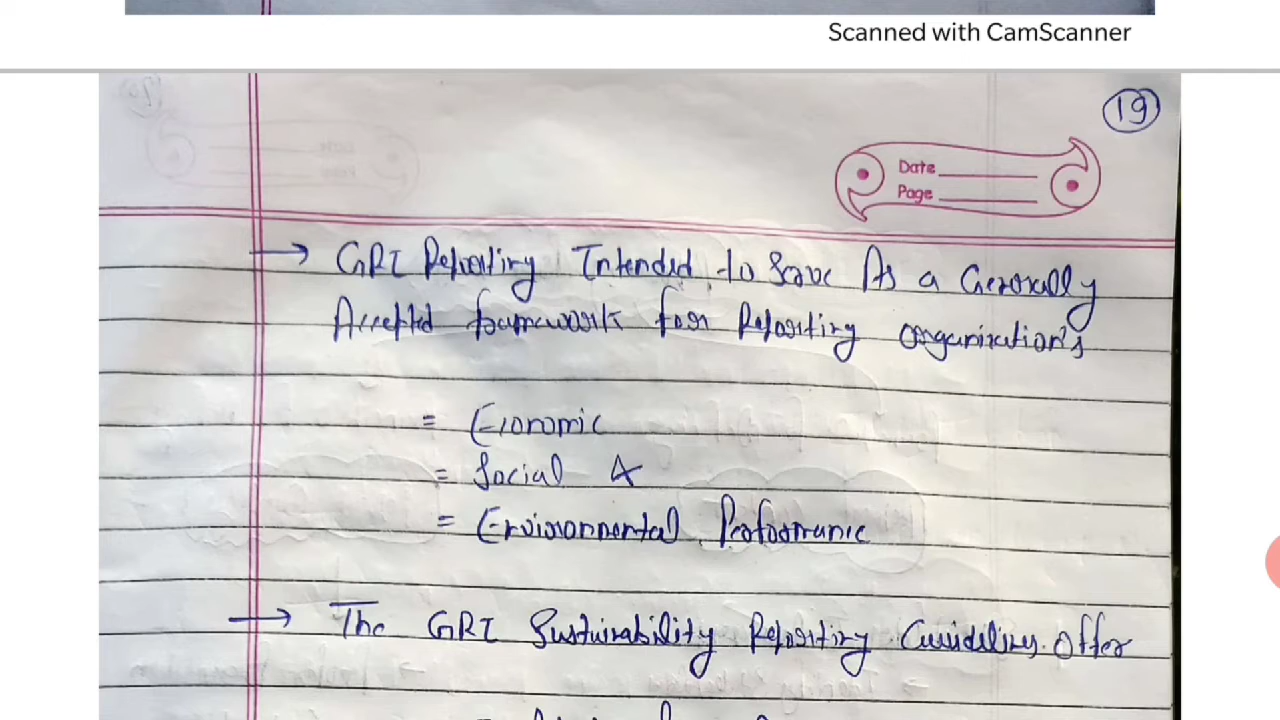 Scanned with CamScanner
19
Date
Page
→ GRI Reporting Intended to Serve As a Generally
Accepted framework for Reporting organization's
= Economic
= Social &
= Environmental Performance
→ The GRI Sustainability Reporting Guidelines offer